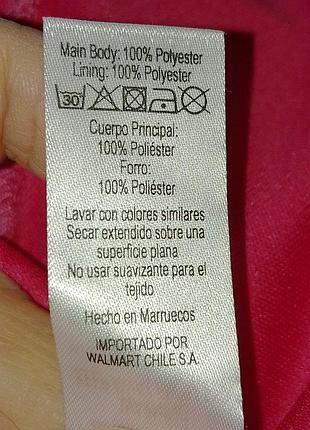 Main Body: 100% Polyester
Lining: 100% Polyester
30
Cuerpo Principal:
100% Poliéster
Forro:
100% Poliéster
Lavar con colores similares
Secar extendido sobre una
superficie plana
No usar suavizante para el
tejido
Hecho en Marruecos
IMPORTADO POR
WALMART CHILE S.A.